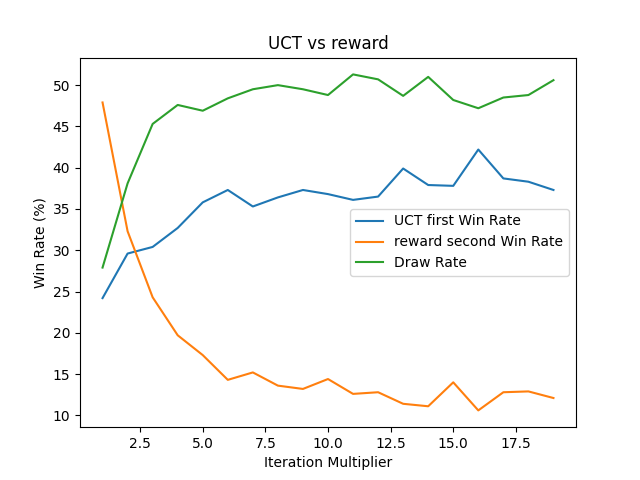 UCT vs reward
Win Rate (%)
50
45
40
35
30
25
20
15
10
UCT first Win Rate
reward second Win Rate
Draw Rate
2.5 5.0 7.5 10.0 12.5 15.0 17.5
Iteration Multiplier